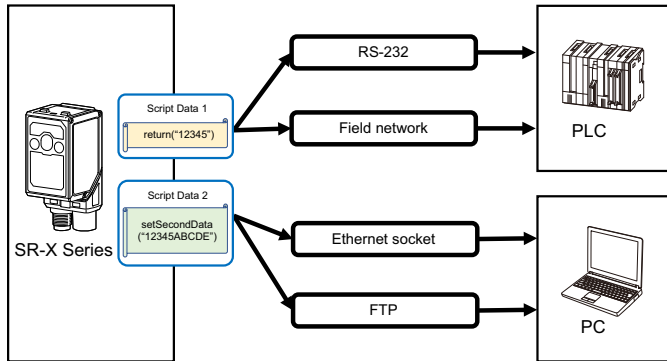 SR-X Series
Script Data 1
return(“12345”)
Script Data 2
setSecondData
(“12345ABCDE”)
RS-232
Field network
Ethernet socket
FTP
PLC
PC